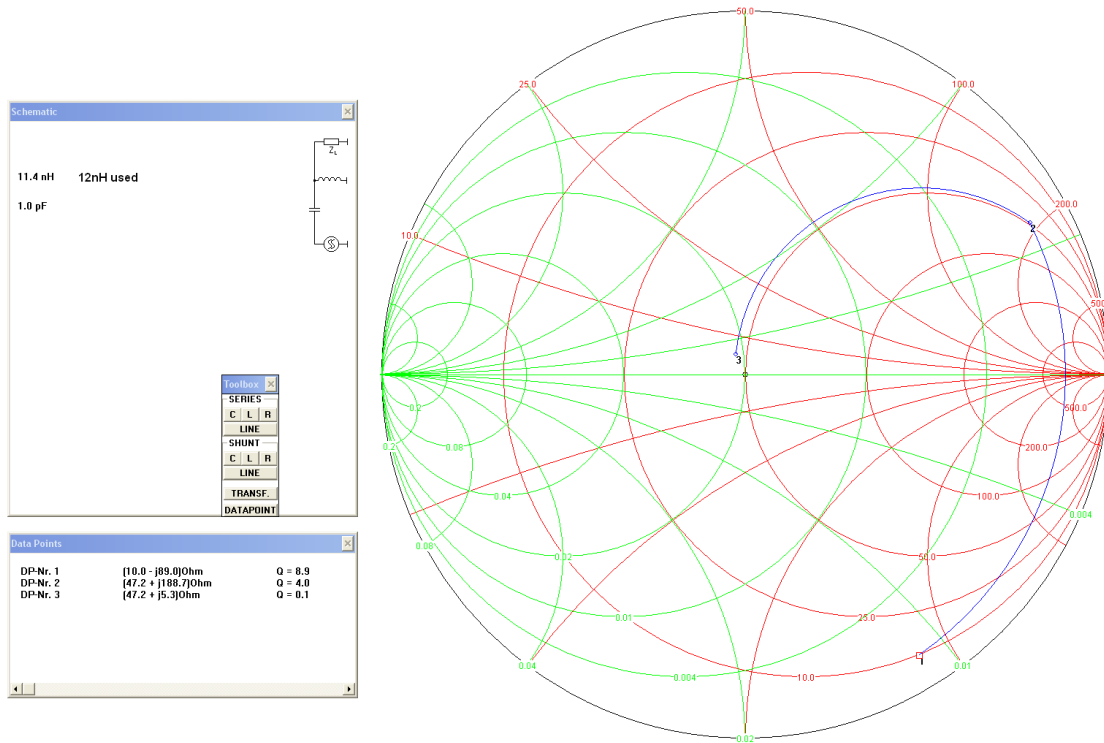 Schematic
Z L
11.4 nH 12nH used
1.0 pF
Toolbox
SERIES
C L R
LINE
SHUNT
C L R
LINE
TRANSF.
DATAPOINT
Data Points
DP-Nr. 1 (10.0 - j89.0)Ohm Q = 8.9
DP-Nr. 2 (47.2 + j188.7)Ohm Q = 4.0
DP-Nr. 3 (47.2 + j5.3)Ohm Q = 0.1
50.0
25.0
100.0
200.0
2
10.0
500.0
3
0.2
500.0
0.2
0.08
200.0
0.04
100.0
0.004
0.08
0.02
50.0
0.01
25.0
1
0.04
0.004
10.0
0.01
0.02